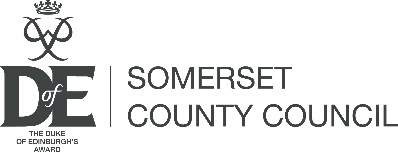 DofE
THE DUKE
OF EDINBURGH'S
AWARD
SOMERSET
COUNTY COUNCIL